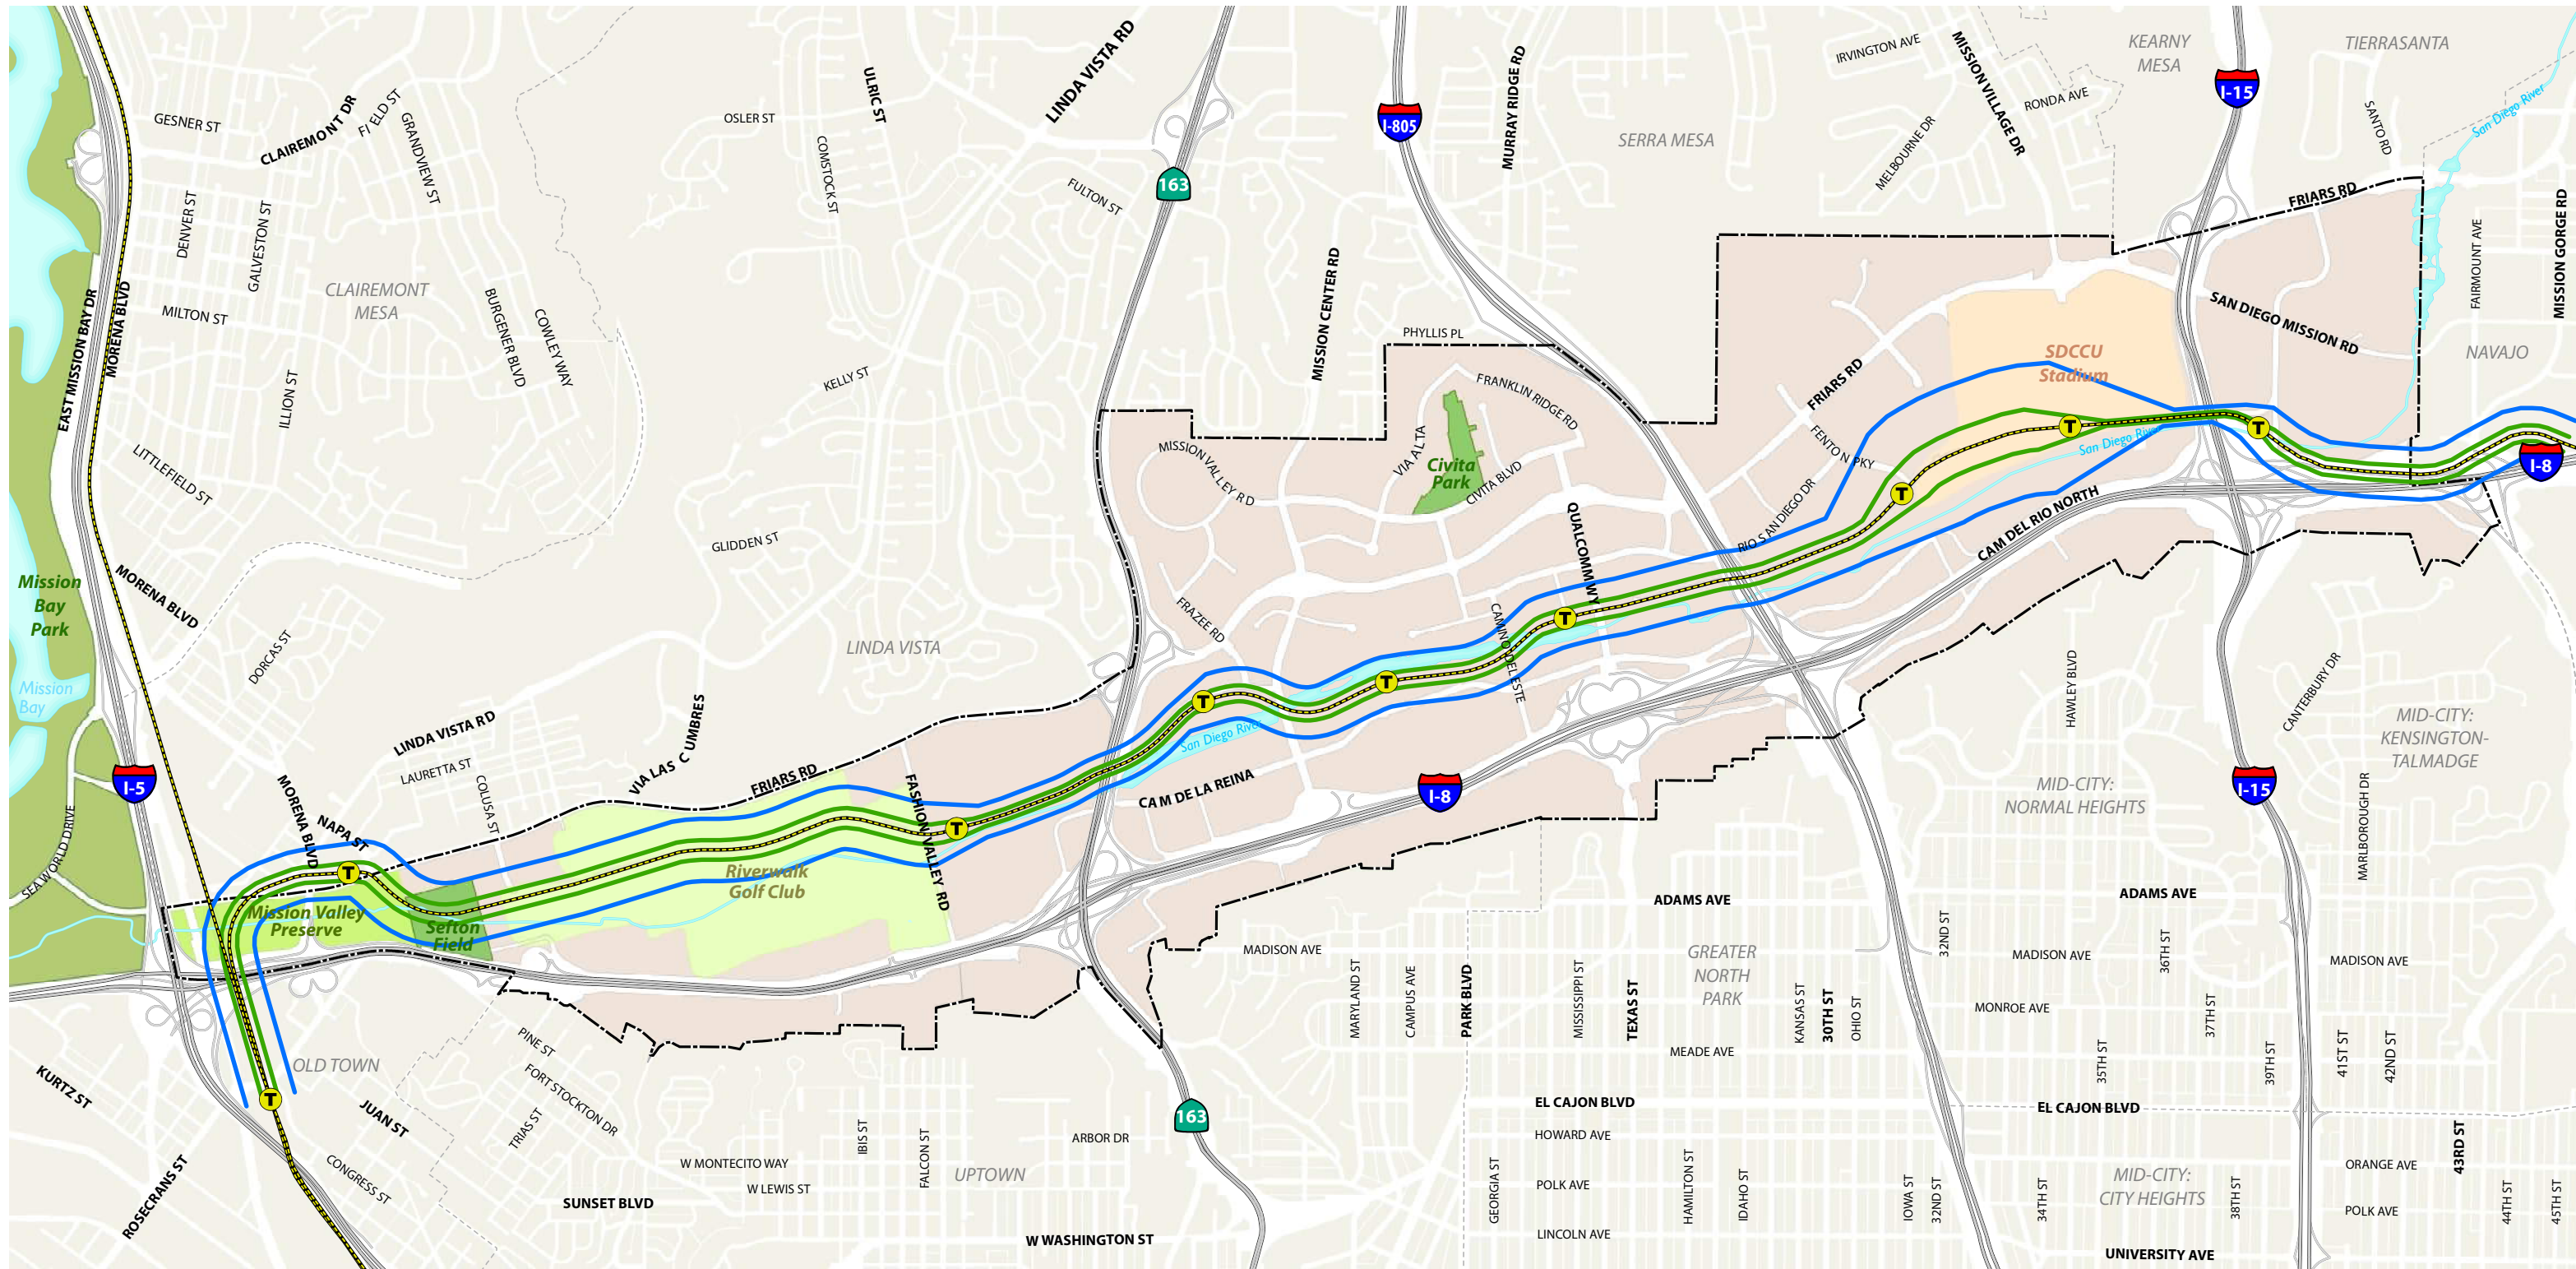 LINDA VISTA RD
ULRIC ST
OSLER ST
COMSTOCK ST
FULTON ST
163
I-805
MURRAY RIDGE RD
SERRA MESA
IRVINGTON AVE
MISSION VILLAGE DR
RONDA AVE
MELBOURNE DR
KEARNY
MESA
I-15
TIERRASANTA
SANTO RD
San Diego River
GESNER ST
CLAIREMONT DR
FIELD ST
GRANDVIEW ST
DENVER ST
GALVESTON ST
CLAIREMONT
MESA
MILTON ST
BURGENER BLVD
COWLEY WAY
EAST MISSION BAY DR
MORENA BLVD
ILLION ST
LITTLEFIELD ST
KELLY ST
GLIDDEN ST
MISSION CENTER RD
PHYLLIS PL
FRANKLIN RIDGE RD
MISSION VALLEY RD
VIA ALTA
Civita
Park
CIVITA BLVD
QUALCOMM WY
FRIARS RD
FENTON PKY
RIO SAN DIEGO DR
SDCCU
Stadium
San Diego River
FRIARS RD
SAN DIEGO MISSION RD
FAIRMOUNT AVE
MISSION GORGE RD
NAVAJO
I-8
CAM DEL RIO NORTH
T
T
T
T
T
T
T
T
T
Mission
Bay
Park
Mission
Bay
MORENA BLVD
DORCAS ST
LINDA VISTA
LINDA VISTA RD
LAURETTA ST
COLUSA ST
VIA LAS CUMBRES
FRIARS RD
FASHION VALLEY RD
FRAZEE RD
San Diego River
CAM DE LA REINA
CAMINO DEL ESTE
I-8
I-5
SEA WORLD DRIVE
MORENA BLVD
NAPA ST
Mission Valley
Preserve
Sefton
Field
Riverwalk
Golf Club
HAWLEY BLVD
CANTERBURY DR
MID-CITY:
KENSINGTON-
TALMADGE
MID-CITY:
NORMAL HEIGHTS
I-15
MARLBOROUGH DR
ADAMS AVE
ADAMS AVE
MADISON AVE
GREATER
NORTH
PARK
32ND ST
MADISON AVE
36TH ST
MADISON AVE
MARYLAND ST
CAMPUS AVE
PARK BLVD
MISSISSIPPI ST
TEXAS ST
KANSAS ST
30TH ST
OHIO ST
MONROE AVE
37TH ST
MEADE AVE
35TH ST
39TH ST
41ST ST
42ND ST
OLD TOWN
PINE ST
FORT STOCKTON DR
KURTZ ST
JUAN ST
TRIAS ST
CONGRESS ST
ROSECRANS ST
IBIS ST
FALCON ST
ARBOR DR
163
W MONTECITO WAY
UPTOWN
W LEWIS ST
SUNSET BLVD
W WASHINGTON ST
EL CAJON BLVD
EL CAJON BLVD
HOWARD AVE
GEORGIA ST
POLK AVE
HAMILTON ST
IDAHO ST
IOWA ST
32ND ST
34TH ST
MID-CITY:
CITY HEIGHTS
38TH ST
43RD ST
ORANGE AVE
POLK AVE
44TH ST
45TH ST
LINCOLN AVE
UNIVERSITY AVE